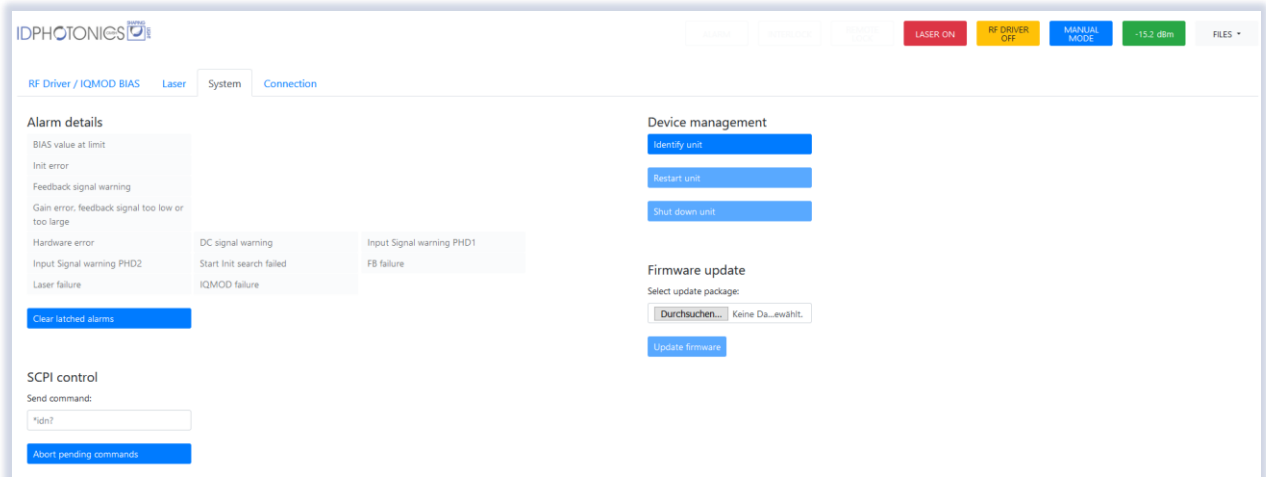 IDPHOTONICS
LASER ON
RF DRIVER
OFF
MANUAL
MODE
-15.2 dBm
FILES
RF Driver / IQMOD BIAS
Laser
System
Connection
Alarm details
BIAS value at limit
Init error
Feedback signal warning
Gain error, feedback signal too low or
too large
Hardware error
DC signal warning
Input Signal warning PHD1
Input Signal warning PHD2
Start Init search failed
FB failure
Laser failure
IQMOD failure
Clear latched alarms
SCPI control
Send command:
*idn?
Abort pending commands
Device management
Identify unit
Restart unit
Shut down unit
Firmware update
Select update package:
Durchsuchen...
Keine Da...ewählt.
Update firmware